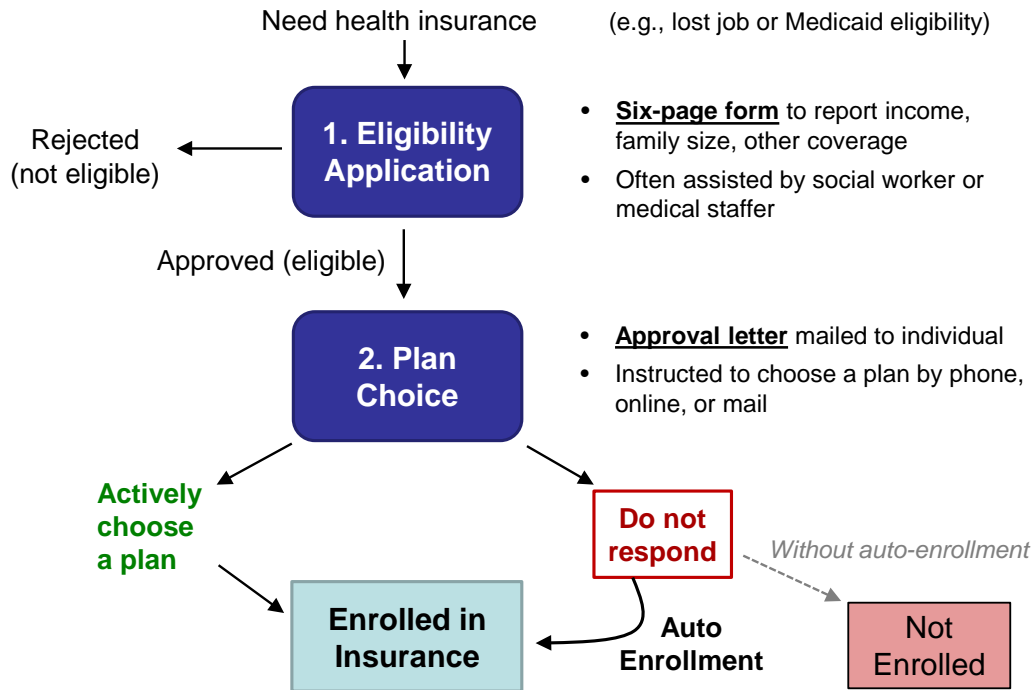 Need health insurance
(e.g., lost job or Medicaid eligibility)
1. Eligibility
Application
Rejected
(not eligible)
• Six-page form to report income,
family size, other coverage
• Often assisted by social worker or
medical staffer
Approved (eligible)
2. Plan
Choice
• Approval letter mailed to individual
• Instructed to choose a plan by phone,
online, or mail
Actively
choose
a plan
Do not
respond
Without auto-enrollment
Enrolled in
Insurance
Auto
Enrollment
Not
Enrolled